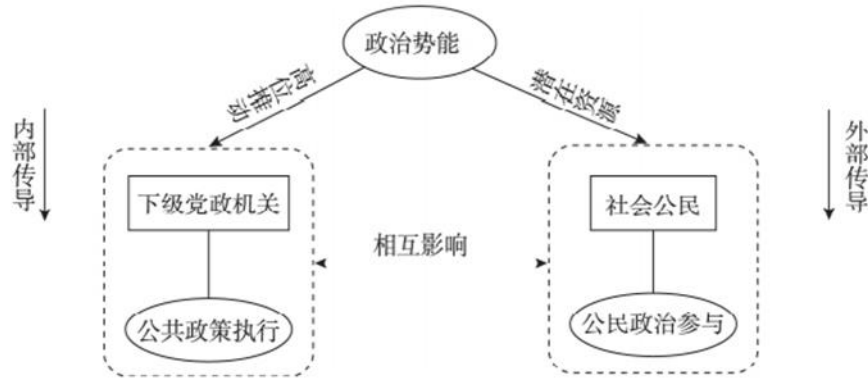 政治势能
高位推动
潜在资源
内部传导
外部传导
下级党政机关
社会公民
相互影响
公共政策执行
公民政治参与